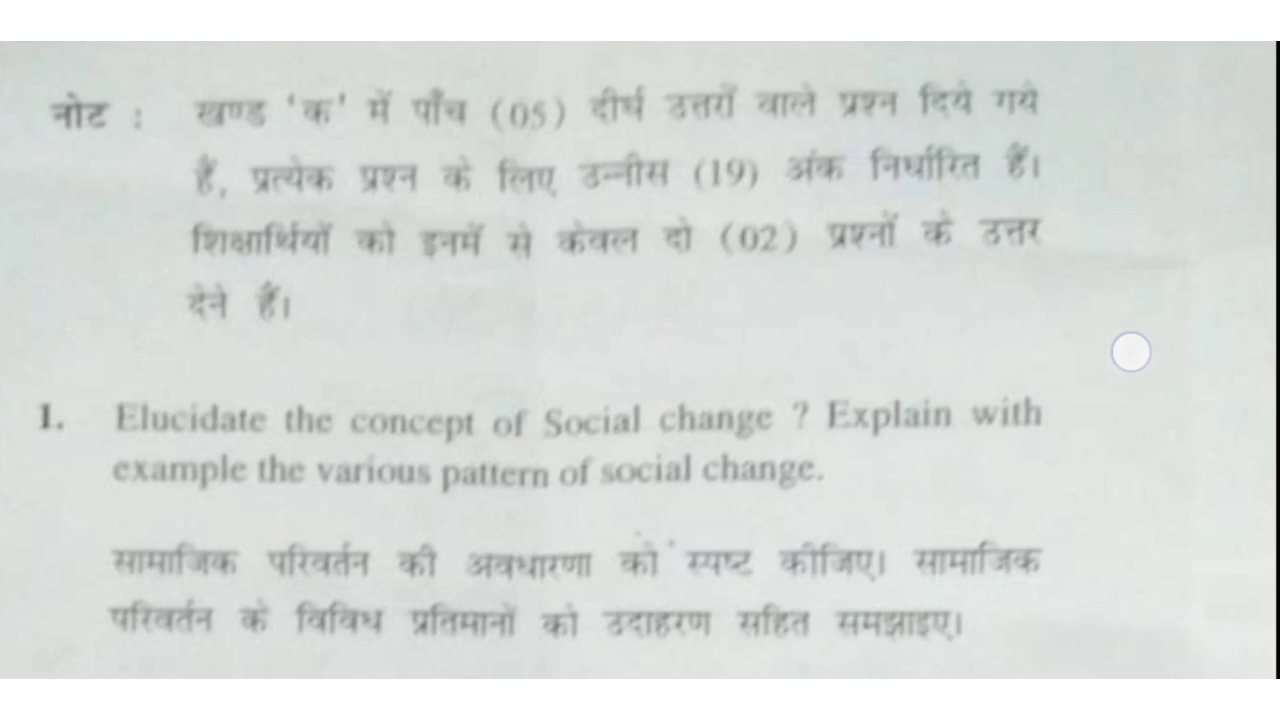 नोट : खण्ड 'क' में पाँच (05) दीर्घ उत्तरों वाले प्रश्न दिये गये
हैं, प्रत्येक प्रश्न के लिए उन्नीस (19) अंक निर्धारित हैं।
शिक्षार्थियों को इनमें से केवल दो (02) प्रश्नों के उत्तर
देने हैं।
1. Elucidate the concept of Social change ? Explain with
example the various pattern of social change.
सामाजिक परिवर्तन की अवधारणा को स्पष्ट कीजिए। सामाजिक
परिवर्तन के विविध प्रतिमानों को उदाहरण सहित समझाइए।